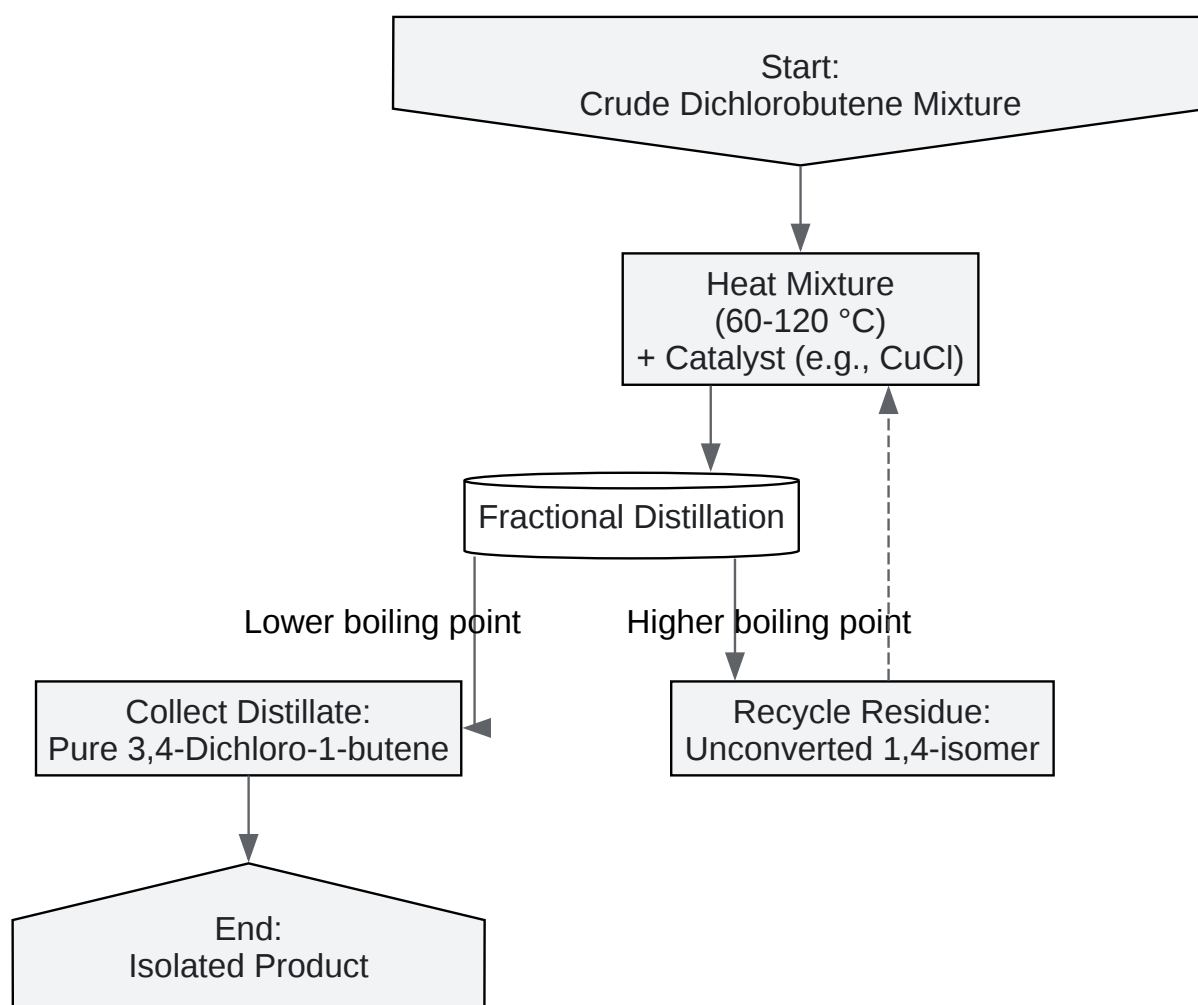 Start:
Crude Dichlorobutene Mixture
Heat Mixture
(60-120 °C)
+ Catalyst (e.g., CuCl)
Fractional Distillation
Lower boiling point
Higher boiling point
Collect Distillate:
Pure 3,4-Dichloro-1-butene
Recycle Residue:
Unconverted 1,4-isomer
End:
Isolated Product